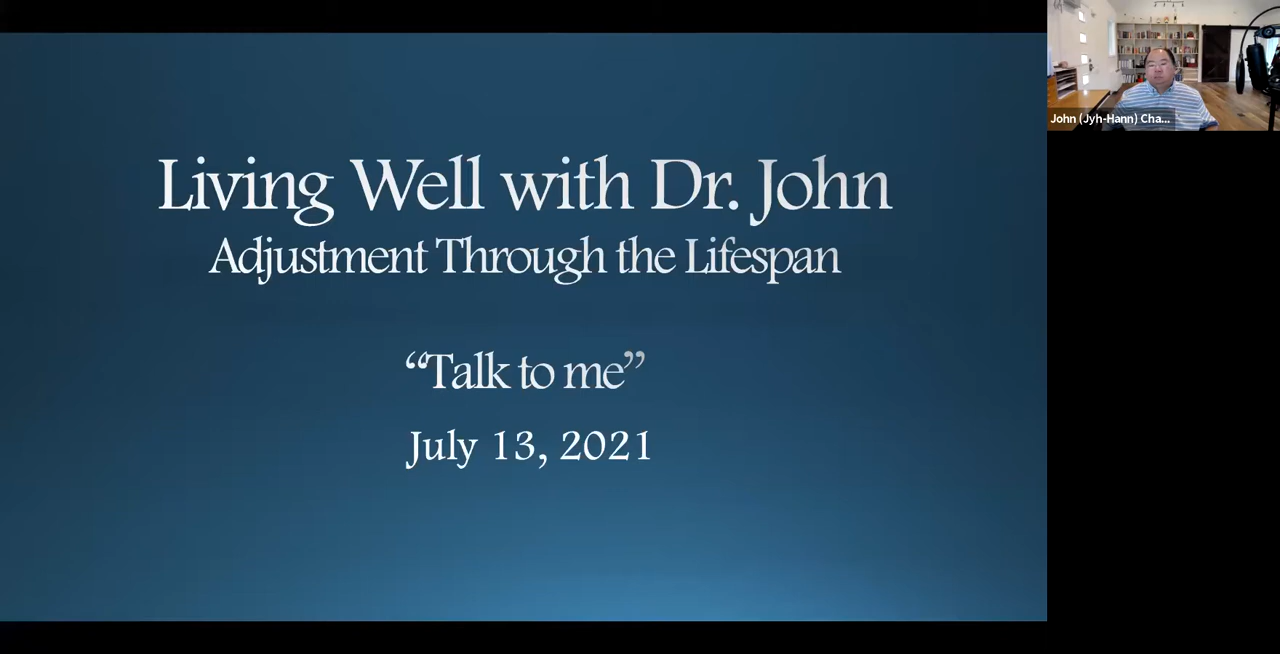 Living Well with Dr. John
Adjustment Through the Lifespan
“Talk to me”
July 13, 2021
John (Jyh-Hann) Cha...